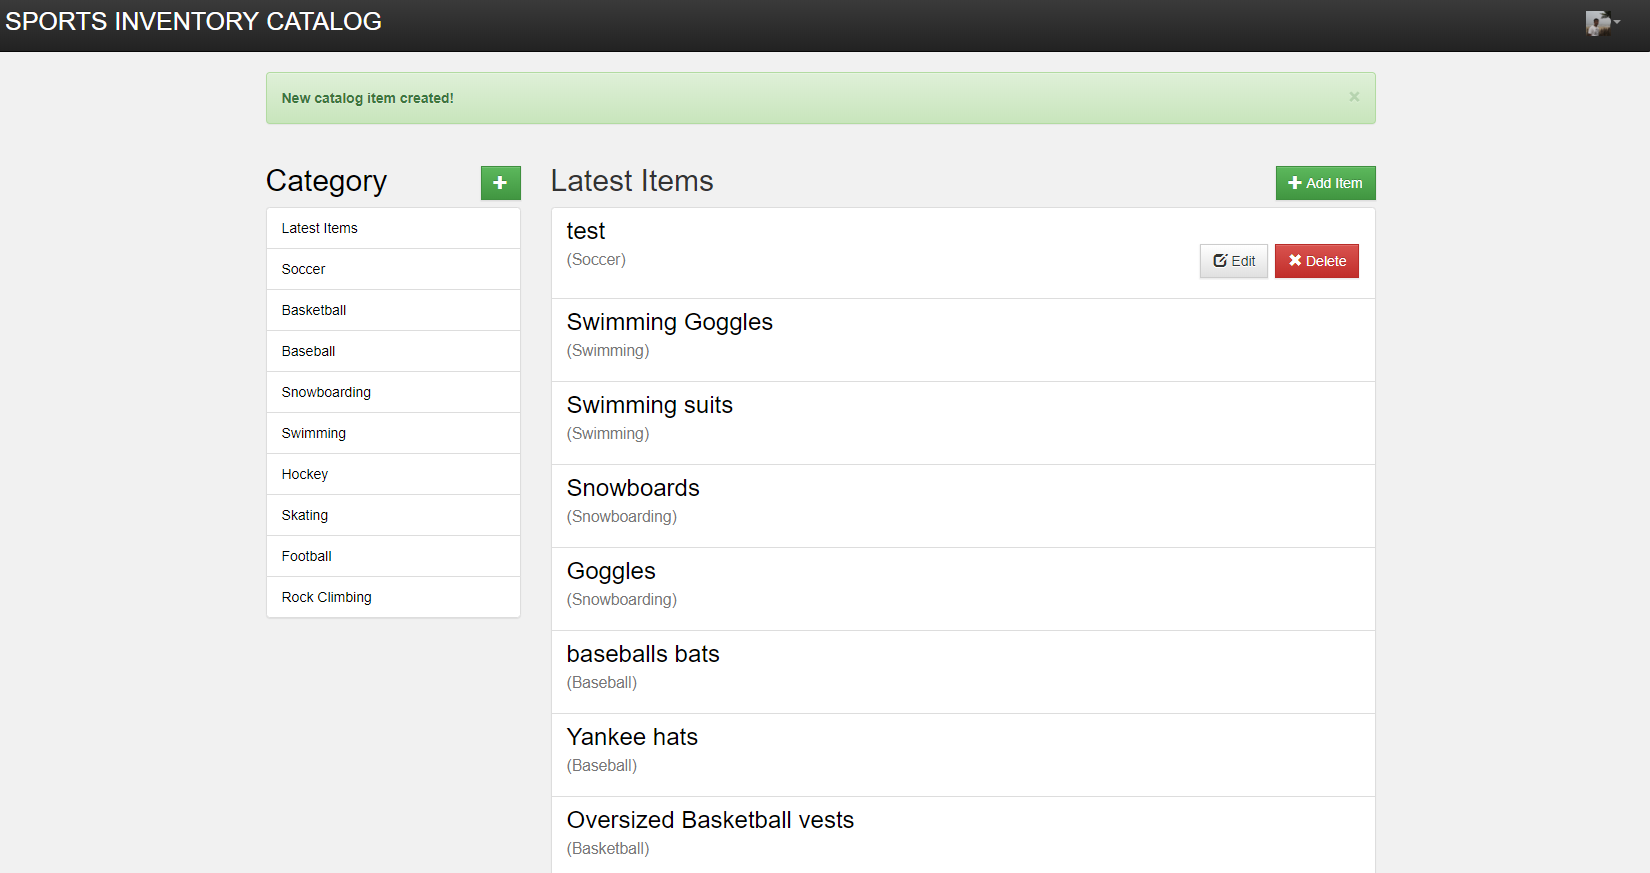 SPORTS INVENTORY CATALOG
New catalog item created!
×
Category
+
Latest Items
Soccer
Basketball
Baseball
Snowboarding
Swimming
Hockey
Skating
Football
Rock Climbing
Latest Items
+ Add Item
test
(Soccer)
Edit
Delete
Swimming Goggles
(Swimming)
Swimming suits
(Swimming)
Snowboards
(Snowboarding)
Goggles
(Snowboarding)
baseballs bats
(Baseball)
Yankee hats
(Baseball)
Oversized Basketball vests
(Basketball)